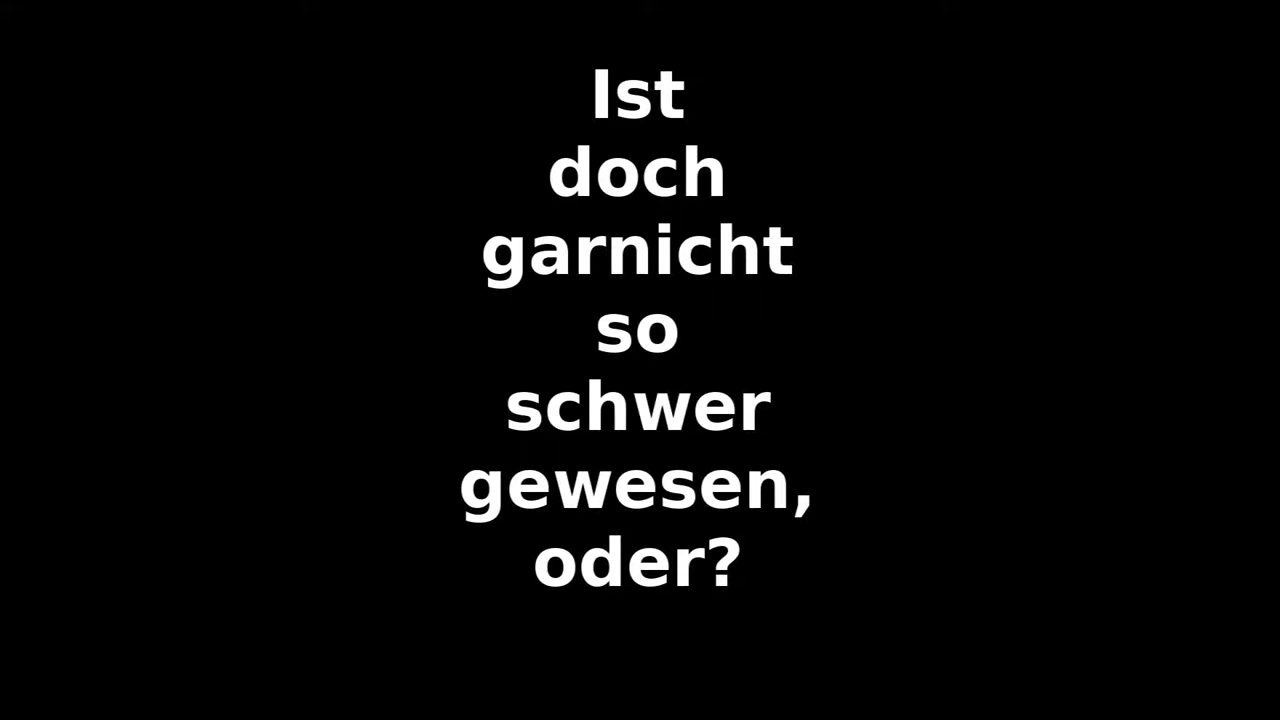 Ist
doch
garnicht
so
schwer
gewesen,
oder?